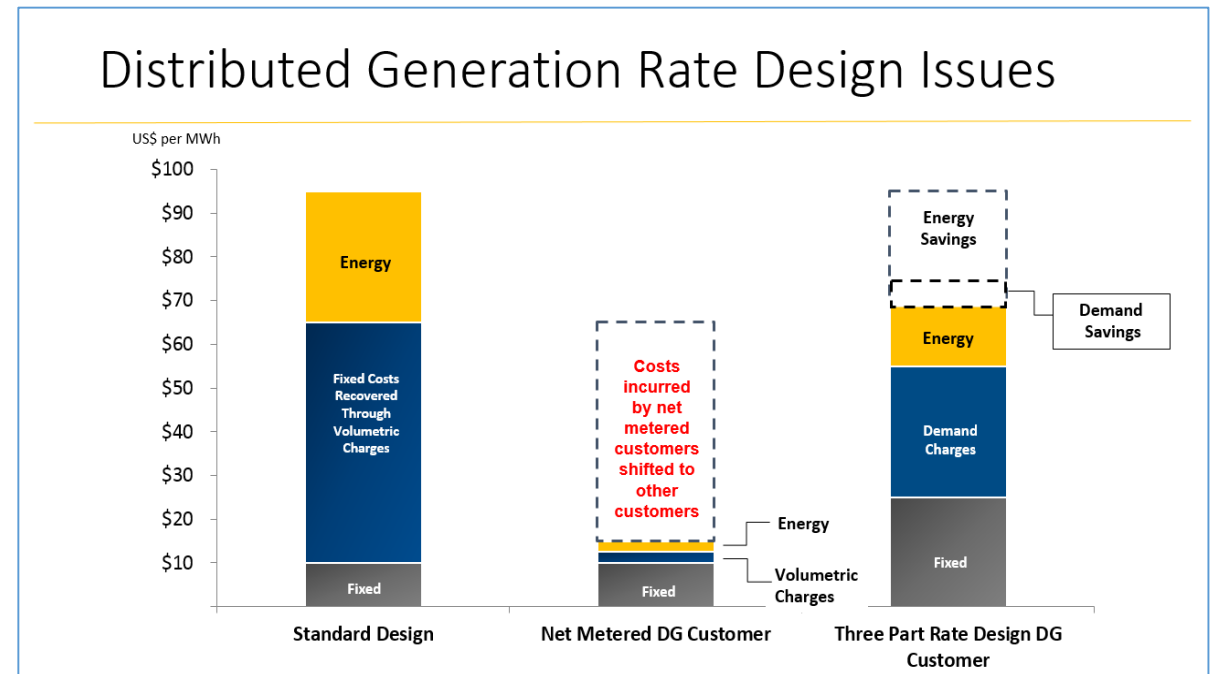 Distributed Generation Rate Design Issues
US$ per MWh
$100
$90
$80
$70
$60
$50
$40
$30
$20
$10
Energy
Fixed Costs
Recovered
Through
Volumetric
Charges
Fixed
Costs
incurred
by net
metered
customers
shifted to
other
customers
Energy
Volumetric
Charges
Fixed
Energy
Savings
Demand
Savings
Energy
Demand
Charges
Fixed
Standard Design
Net Metered DG Customer
Three Part Rate Design DG
Customer